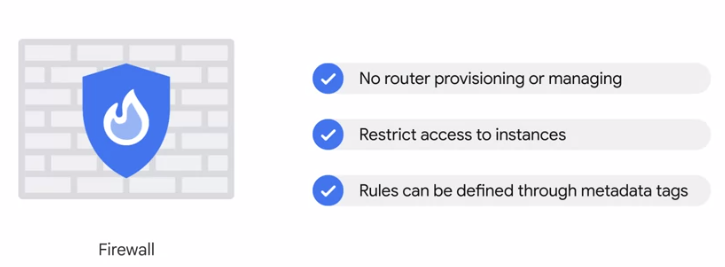 No router provisioning or managing
Restrict access to instances
Rules can be defined through metadata tags
Firewall